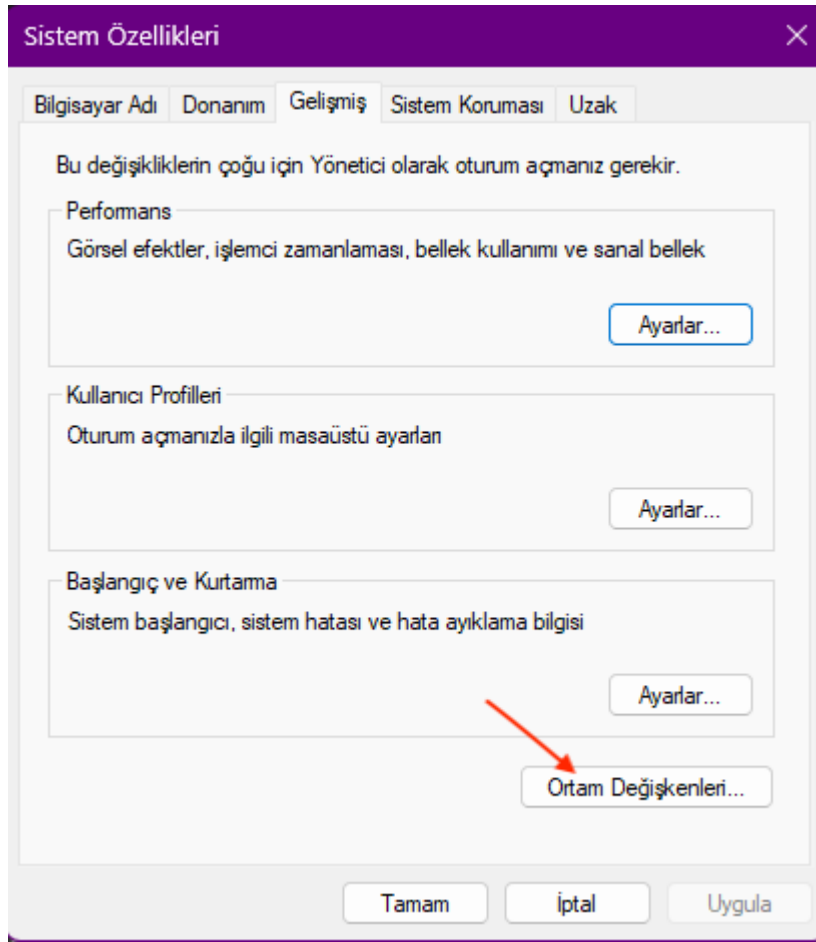 Sistem Özellikleri
Bilgisayar Adı Donanım Gelişmiş Sistem Koruması Uzak
Bu değişikliklerin çoğu için Yönetici olarak oturum açmanız gerekir.
Performans
Görsel efektler, işlemci zamanlaması, bellek kullanımı ve sanal bellek
Ayarlar...
Kullanıcı Profilleri
Oturum açmanızla ilgili masaüstü ayarları
Ayarlar...
Başlangıç ve Kurtarma
Sistem başlangıcı, sistem hatası ve hata ayıklama bilgisi
Ayarlar...
Ortam Değişkenleri...
Tamam İptal Uygula